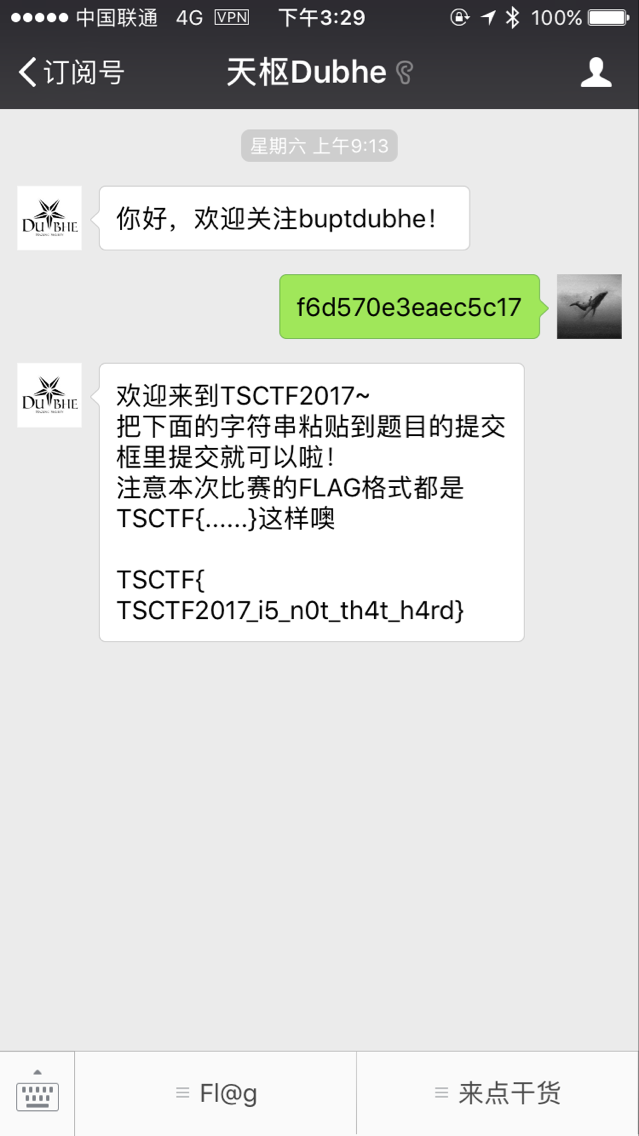 中国联通 4G VPN 下午3:29 100%
订阅号 天枢Dubhe
星期六 上午9:13
DUBHE
你好，欢迎关注buptdubhe！
f6d570e3eaec5c17
DUBHE
欢迎来到TSCTF2017~
把下面的字符串粘贴到题目的提交
框里提交就可以啦！
注意本次比赛的FLAG格式都是
TSCTF{......}这样噢
TSCTF{
TSCTF2017_i5_n0t_th4t_h4rd}
Fl@g 来点干货